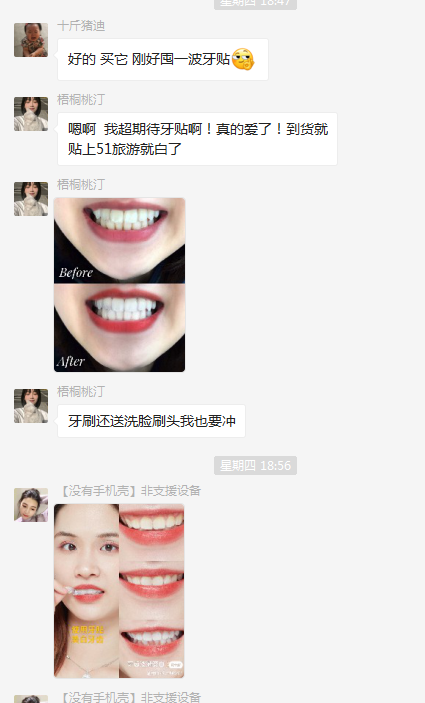 星期四 18:47
十斤猪迪
好的 买它 刚好囤一波牙贴
梧桐桃汀
嗯啊 我超期待牙贴啊！真的爱了！到货就
贴上51旅游就白了
梧桐桃汀
Before
After
梧桐桃汀
牙刷还送洗脸刷头我也要冲
星期四 18:56
【没有手机壳】非支援设备
【没有手机壳】非支援设备